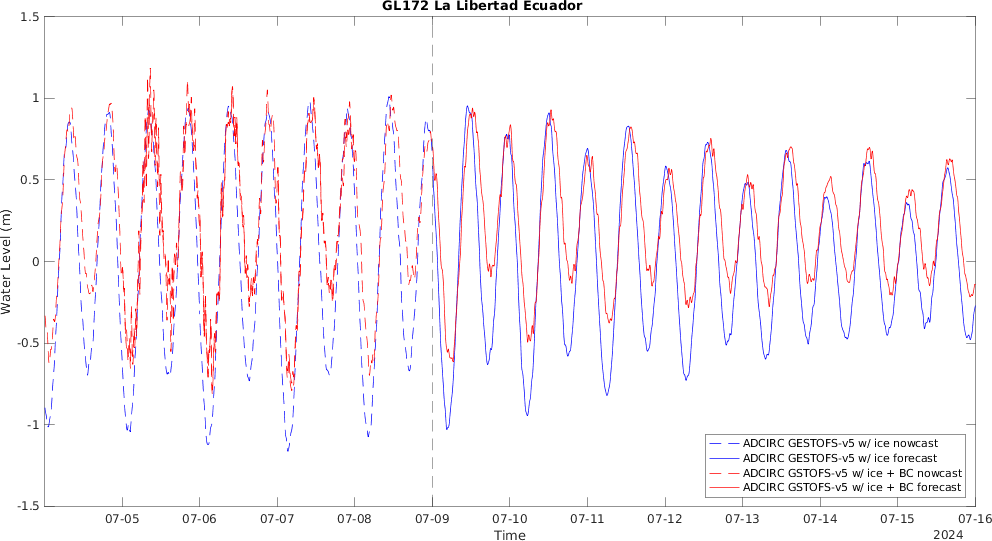 GL172 La Libertad Ecuador
1.5
1
0.5
0
-0.5
-1
-1.5
Water Level (m)
ADCIRC GESTOFS-v5 w/ ice nowcast
ADCIRC GESTOFS-v5 w/ ice forecast
ADCIRC GSTOFS-v5 w/ ice + BC nowcast
ADCIRC GSTOFS-v5 w/ ice + BC forecast
07-05 07-06 07-07 07-08 07-09 07-10 07-11 07-12 07-13 07-14 07-15 07-16
Time
2024